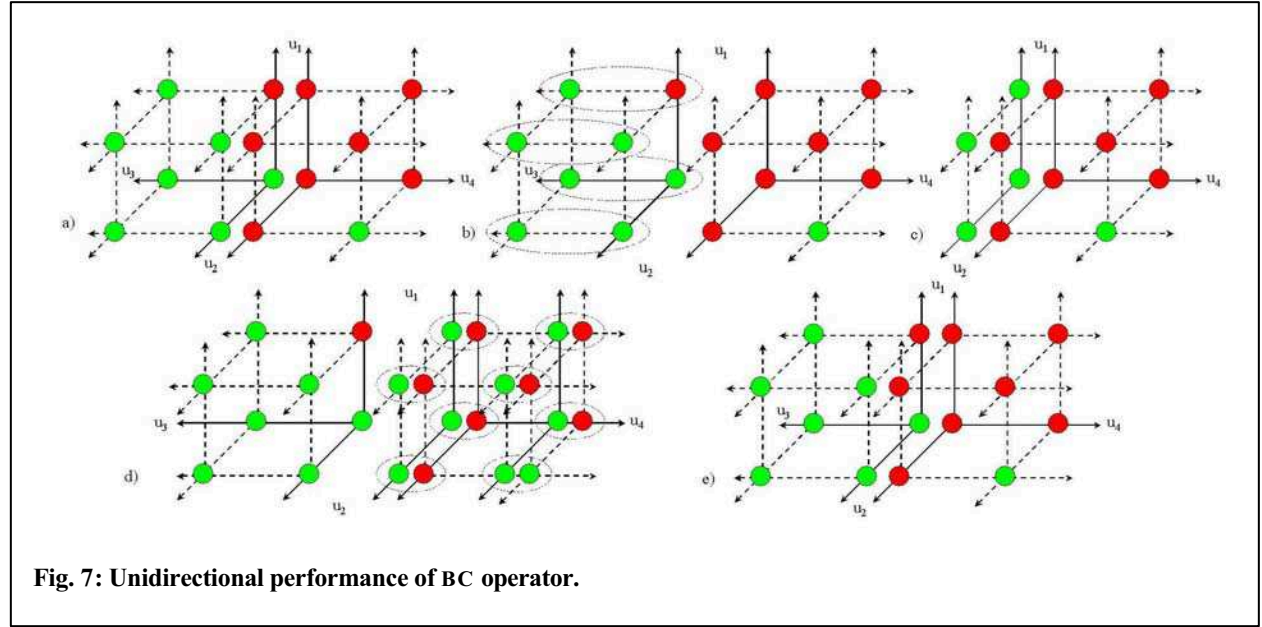 u₁
u₃
u₄
a)
u₂
u₁
u₃
u₄
b)
u₂
u₁
u₄
c)
u₂
u₁
u₃
u₄
d)
u₂
u₁
u₃
u₄
e)
u₂
Fig. 7: Unidirectional performance of BC operator.